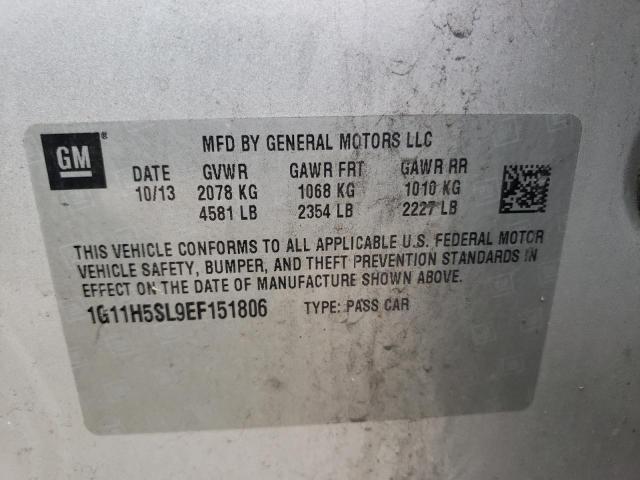 GM®
MFD BY GENERAL MOTORS LLC
DATE GVWR GAWR FRT GAWR RR
10/13 2078 KG 1068 KG 1010 KG
4581 LB 2354 LB 2227 LB
THIS VEHICLE CONFORMS TO ALL APPLICABLE U.S. FEDERAL MOTOR
VEHICLE SAFETY, BUMPER, AND THEFT PREVENTION STANDARDS IN
EFFECT ON THE DATE OF MANUFACTURE SHOWN ABOVE.
1G11H5SL9EF151806 TYPE: PASS CAR